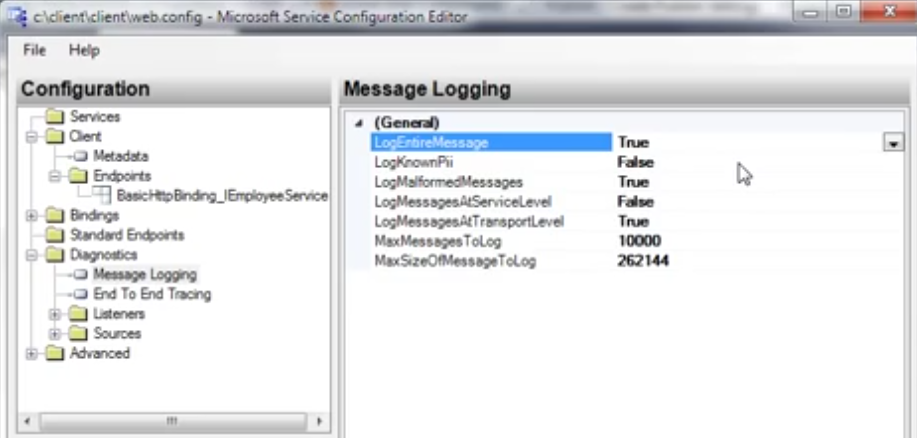 c:\client\client\web.config - Microsoft Service Configuration Editor
File Help
Configuration
Services
Client
Metadata
Endpoints
BasicHttpBinding_IEmployeeService
Bindings
Standard Endpoints
Diagnostics
Message Logging
End To End Tracing
Listeners
Sources
Advanced
Message Logging
(General)
LogEntireMessage True
LogKnownPii False
LogMalformedMessages True
LogMessagesAtServiceLevel False
LogMessagesAtTransportLevel True
MaxMessagesToLog 10000
MaxSizeOfMessageToLog 262144